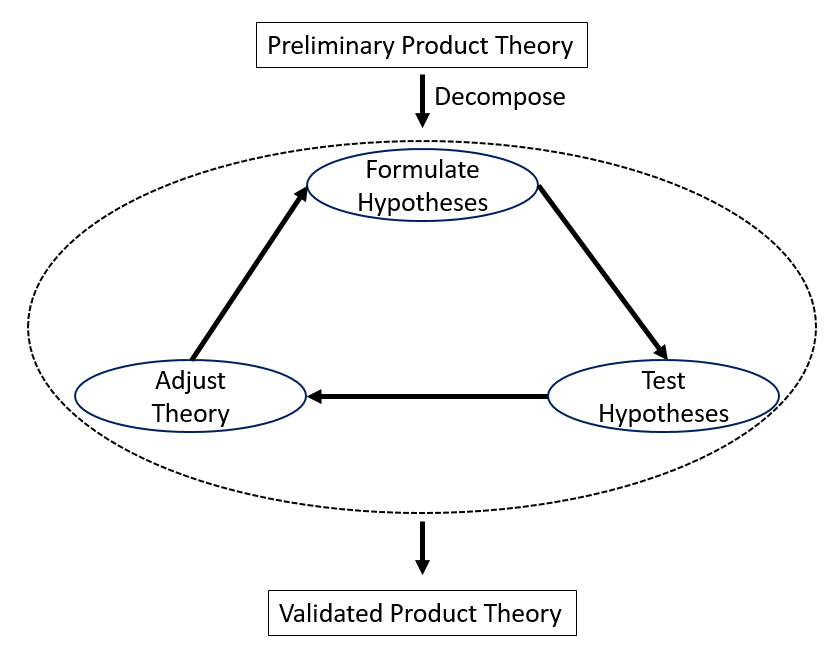 Preliminary Product Theory
Decompose
Formulate
Hypotheses
Adjust
Theory
Test
Hypotheses
Validated Product Theory